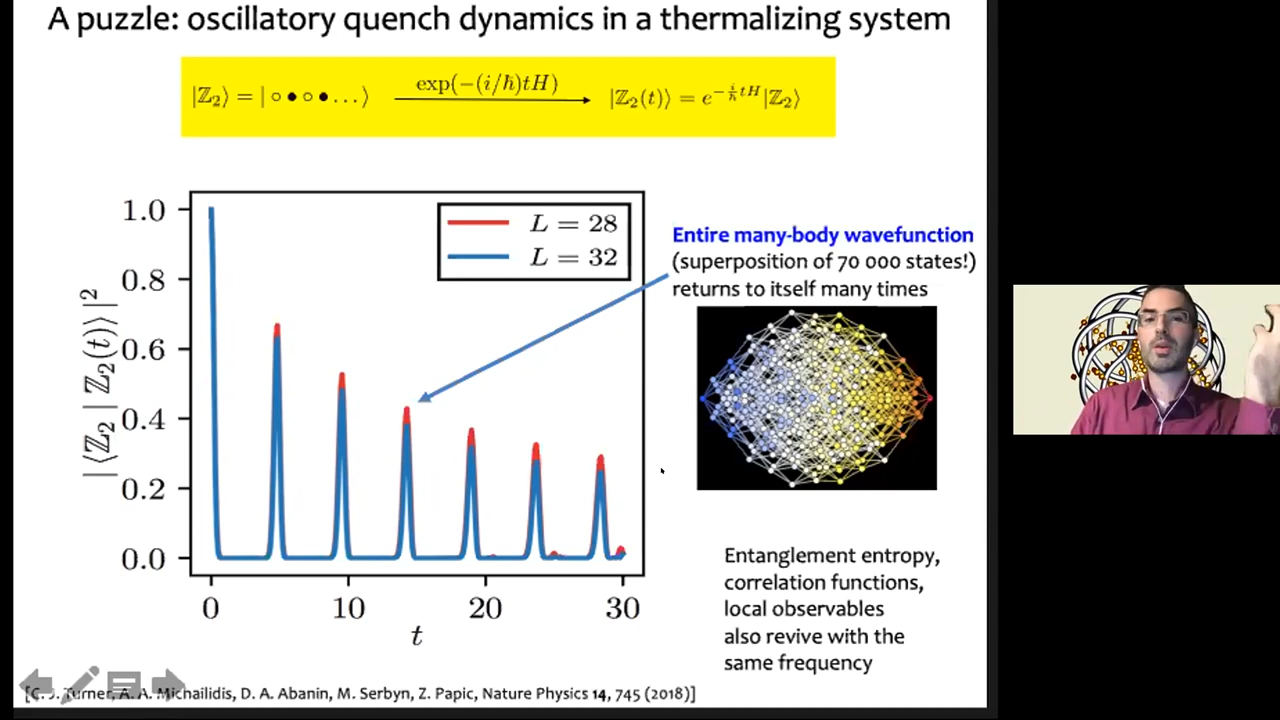 A puzzle: oscillatory quench dynamics in a thermalizing system
|ℤ₂⟩ = |○●○●...⟩ exp(−(i/ħ)tH) |ℤ₂(t)⟩ = e^{−\frac{i}{ħ}tH}|ℤ₂⟩
|⟨ℤ₂ | ℤ₂(t)⟩|²
1.0
0.8
0.6
0.4
0.2
0.0
L = 28
L = 32
0 10 20 30
t
Entire many-body wavefunction
(superposition of 70 000 states!)
returns to itself many times
Entanglement entropy,
correlation functions,
local observables
also revive with the
same frequency
[C. J. Turner, A. A. Michailidis, D. A. Abanin, M. Serbyn, Z. Papic, Nature Physics 14, 745 (2018)]